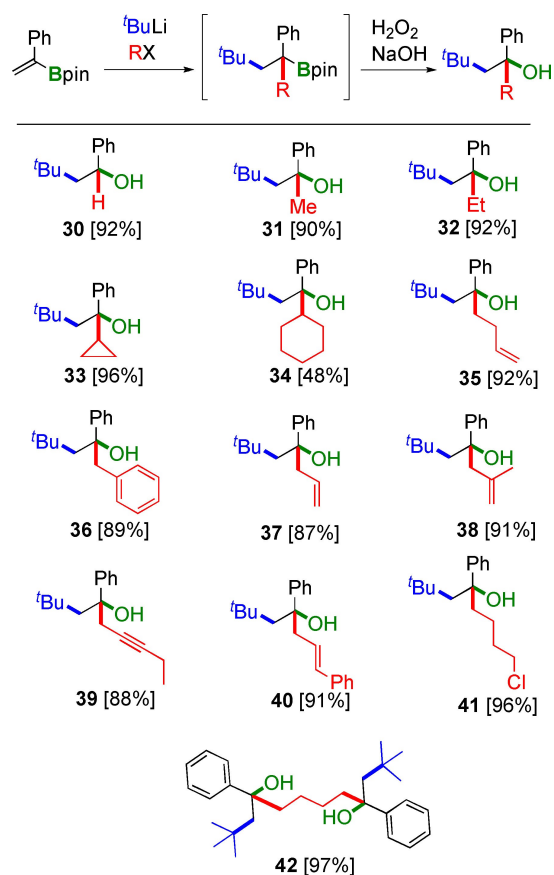 Ph
Bpin
ᵗBuLi
RX
ᵗBu
Ph
Bpin
R
H₂O₂
NaOH
ᵗBu
Ph
OH
R
ᵗBu
Ph
OH
H
30 [92%]
ᵗBu
Ph
OH
Me
31 [90%]
ᵗBu
Ph
OH
Et
32 [92%]
ᵗBu
Ph
OH
33 [96%]
ᵗBu
Ph
OH
34 [48%]
ᵗBu
Ph
OH
35 [92%]
ᵗBu
Ph
OH
36 [89%]
ᵗBu
Ph
OH
37 [87%]
ᵗBu
Ph
OH
38 [91%]
ᵗBu
Ph
OH
39 [88%]
ᵗBu
Ph
OH
Ph
40 [91%]
ᵗBu
Ph
OH
Cl
41 [96%]
OH
HO
42 [97%]